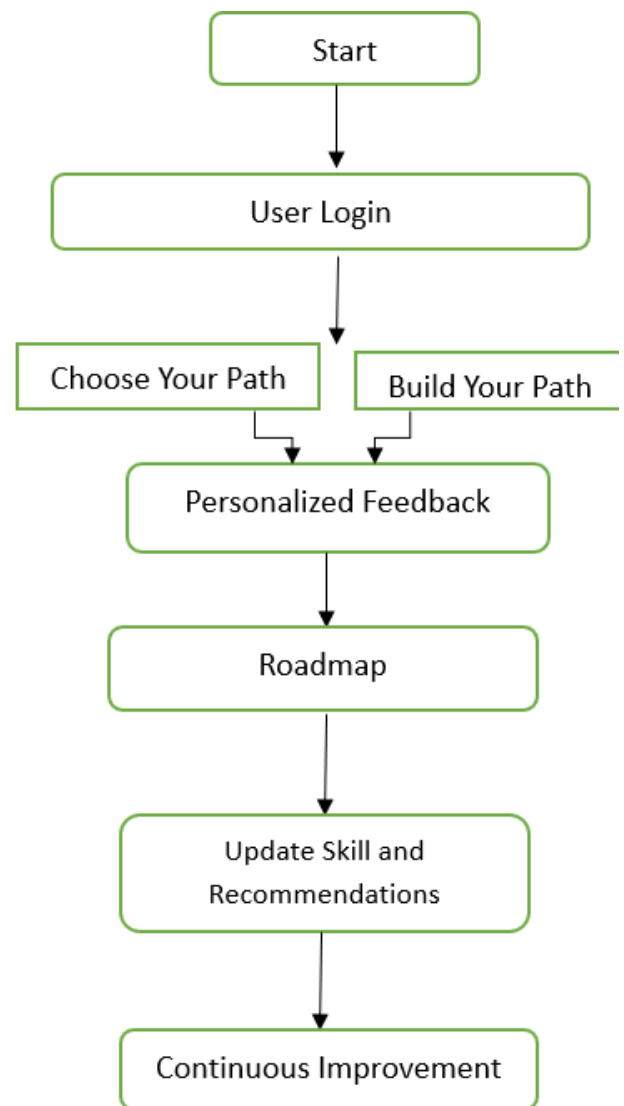 Start
User Login
Choose Your Path
Build Your Path
Personalized Feedback
Roadmap
Update Skill and
Recommendations
Continuous Improvement